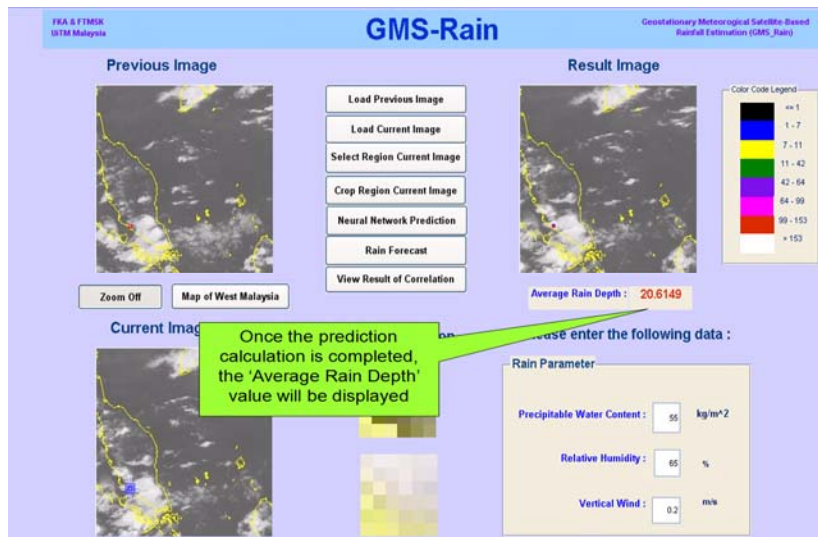 FKA & FTMSK
UiTM Malaysia
GMS-Rain
Geostationary Meteorogical Satellite-Based
Rainfall Estimation (GMS_Rain)
Previous Image
Load Previous Image
Load Current Image
Select Region Current Image
Crop Region Current Image
Neural Network Prediction
Rain Forecast
View Result of Correlation
Result Image
Color Code Legend
<= 1
1 - 7
7 - 11
11 - 42
42 - 64
64 - 99
99 - 153
> 153
Zoom Off
Map of West Malaysia
Average Rain Depth : 20.6149
Current Imag
Once the prediction
calculation is completed,
the ‘Average Rain Depth’
value will be displayed
ease enter the following data :
Rain Parameter
Precipitable Water Content : 55 kg/m^2
Relative Humidity : 65 %
Vertical Wind : 0.2 m/s